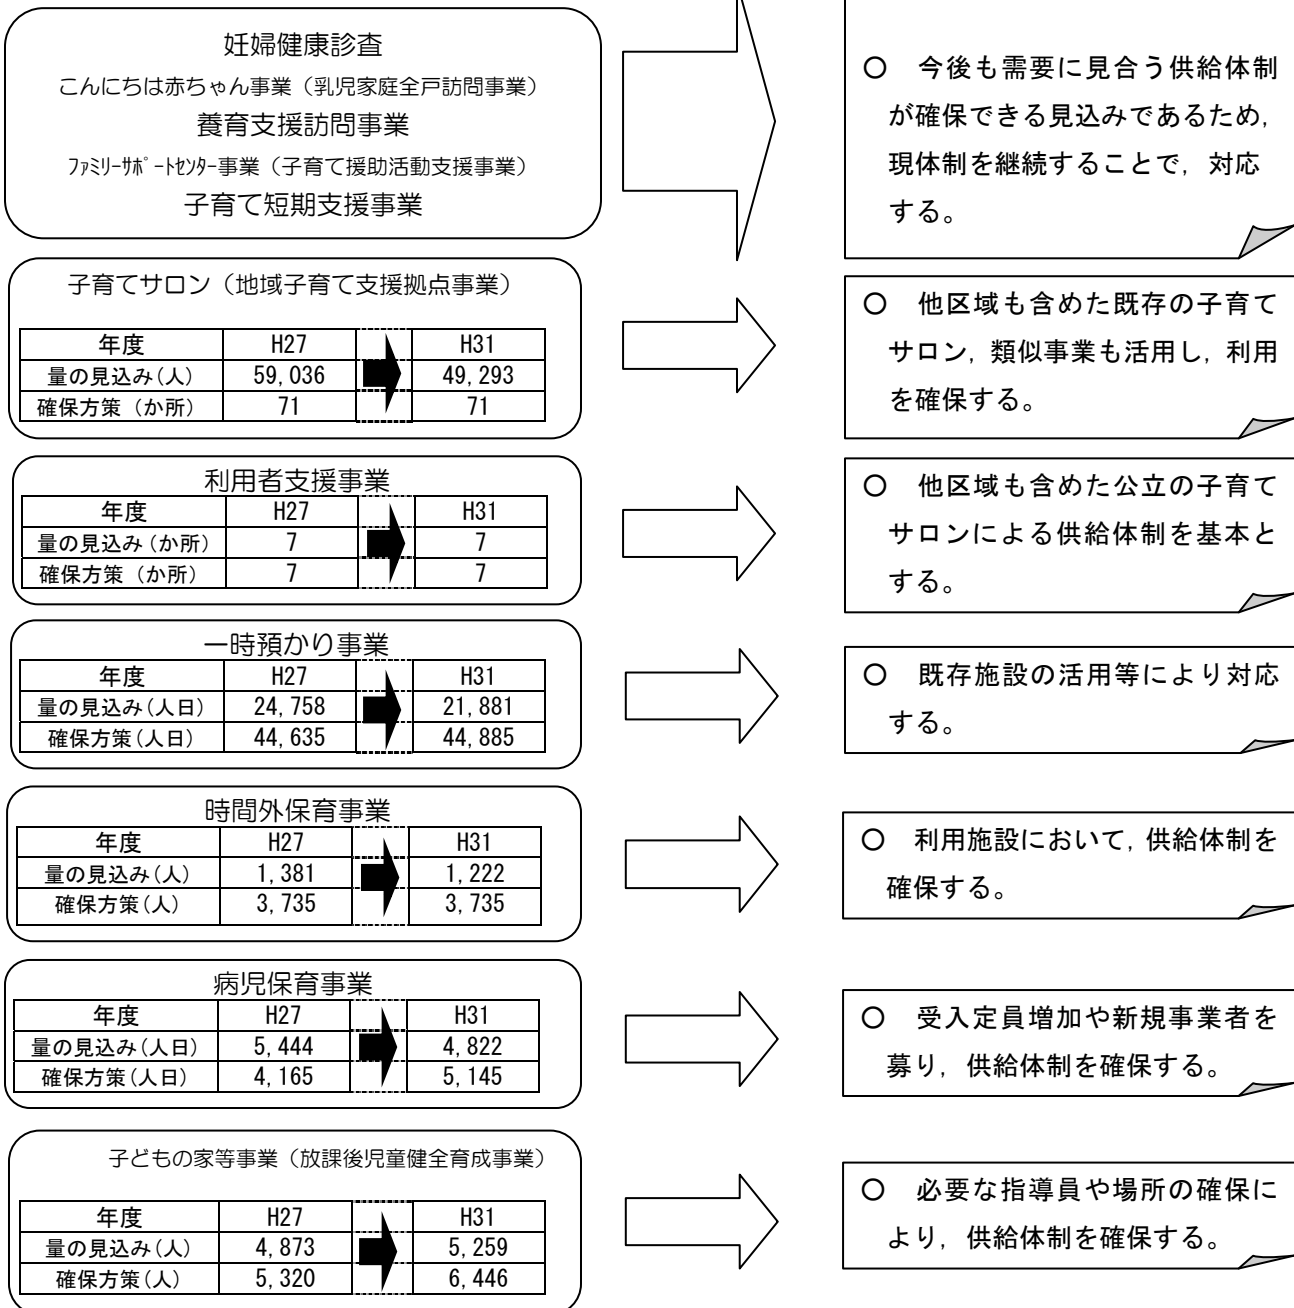 妊婦健康診査
こんにちは赤ちゃん事業（乳児家庭全戸訪問事業）
養育支援訪問事業
ﾌｧﾐﾘｰｻﾎﾟｰﾄｾﾝﾀｰ事業（子育て援助活動支援事業）
子育て短期支援事業
○　今後も需要に見合う供給体制
が確保できる見込みであるため，
現体制を継続することで，対応
する。
子育てサロン（地域子育て支援拠点事業）
年度 H27 H31
量の見込み(人) 59,036 49,293
確保方策（か所） 71 71
○　他区域も含めた既存の子育て
サロン，類似事業も活用し，利用
を確保する。
利用者支援事業
年度 H27 H31
量の見込み(か所) 7 7
確保方策（か所） 7 7
○　他区域も含めた公立の子育て
サロンによる供給体制を基本と
する。
一時預かり事業
年度 H27 H31
量の見込み(人日) 24,758 21,881
確保方策(人日) 44,635 44,885
○　既存施設の活用等により対応
する。
時間外保育事業
年度 H27 H31
量の見込み(人) 1,381 1,222
確保方策(人) 3,735 3,735
○　利用施設において，供給体制を
確保する。
病児保育事業
年度 H27 H31
量の見込み(人日) 5,444 4,822
確保方策(人日) 4,165 5,145
○　受入定員増加や新規事業者を
募り，供給体制を確保する。
子どもの家等事業（放課後児童健全育成事業）
年度 H27 H31
量の見込み(人) 4,873 5,259
確保方策(人) 5,320 6,446
○　必要な指導員や場所の確保に
より，供給体制を確保する。